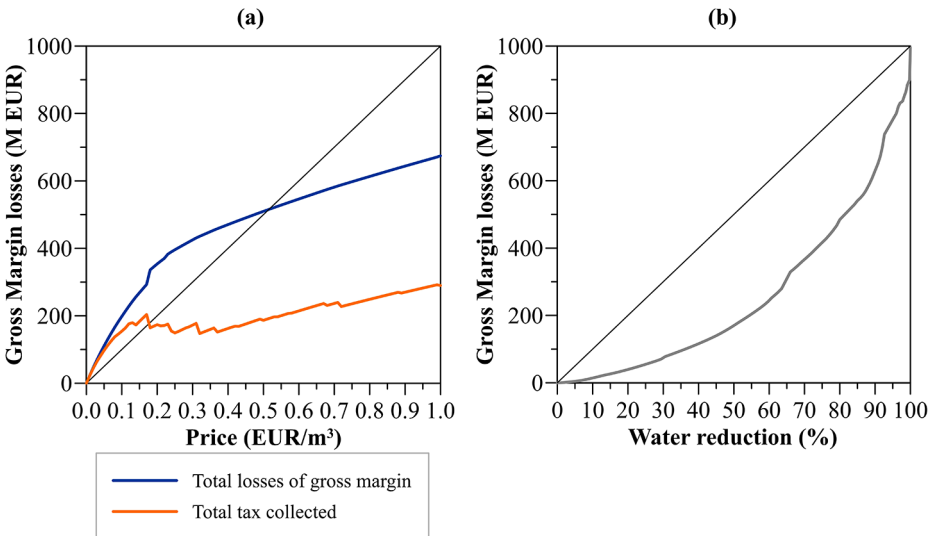 (a)
1000
800
600
400
200
0
Gross Margin losses (M EUR)
0.0 0.1 0.2 0.3 0.4 0.5 0.6 0.7 0.8 0.9 1.0
Price (EUR/m³)
Total losses of gross margin
Total tax collected
(b)
1000
800
600
400
200
0
Gross Margin losses (M EUR)
0 10 20 30 40 50 60 70 80 90 100
Water reduction (%)